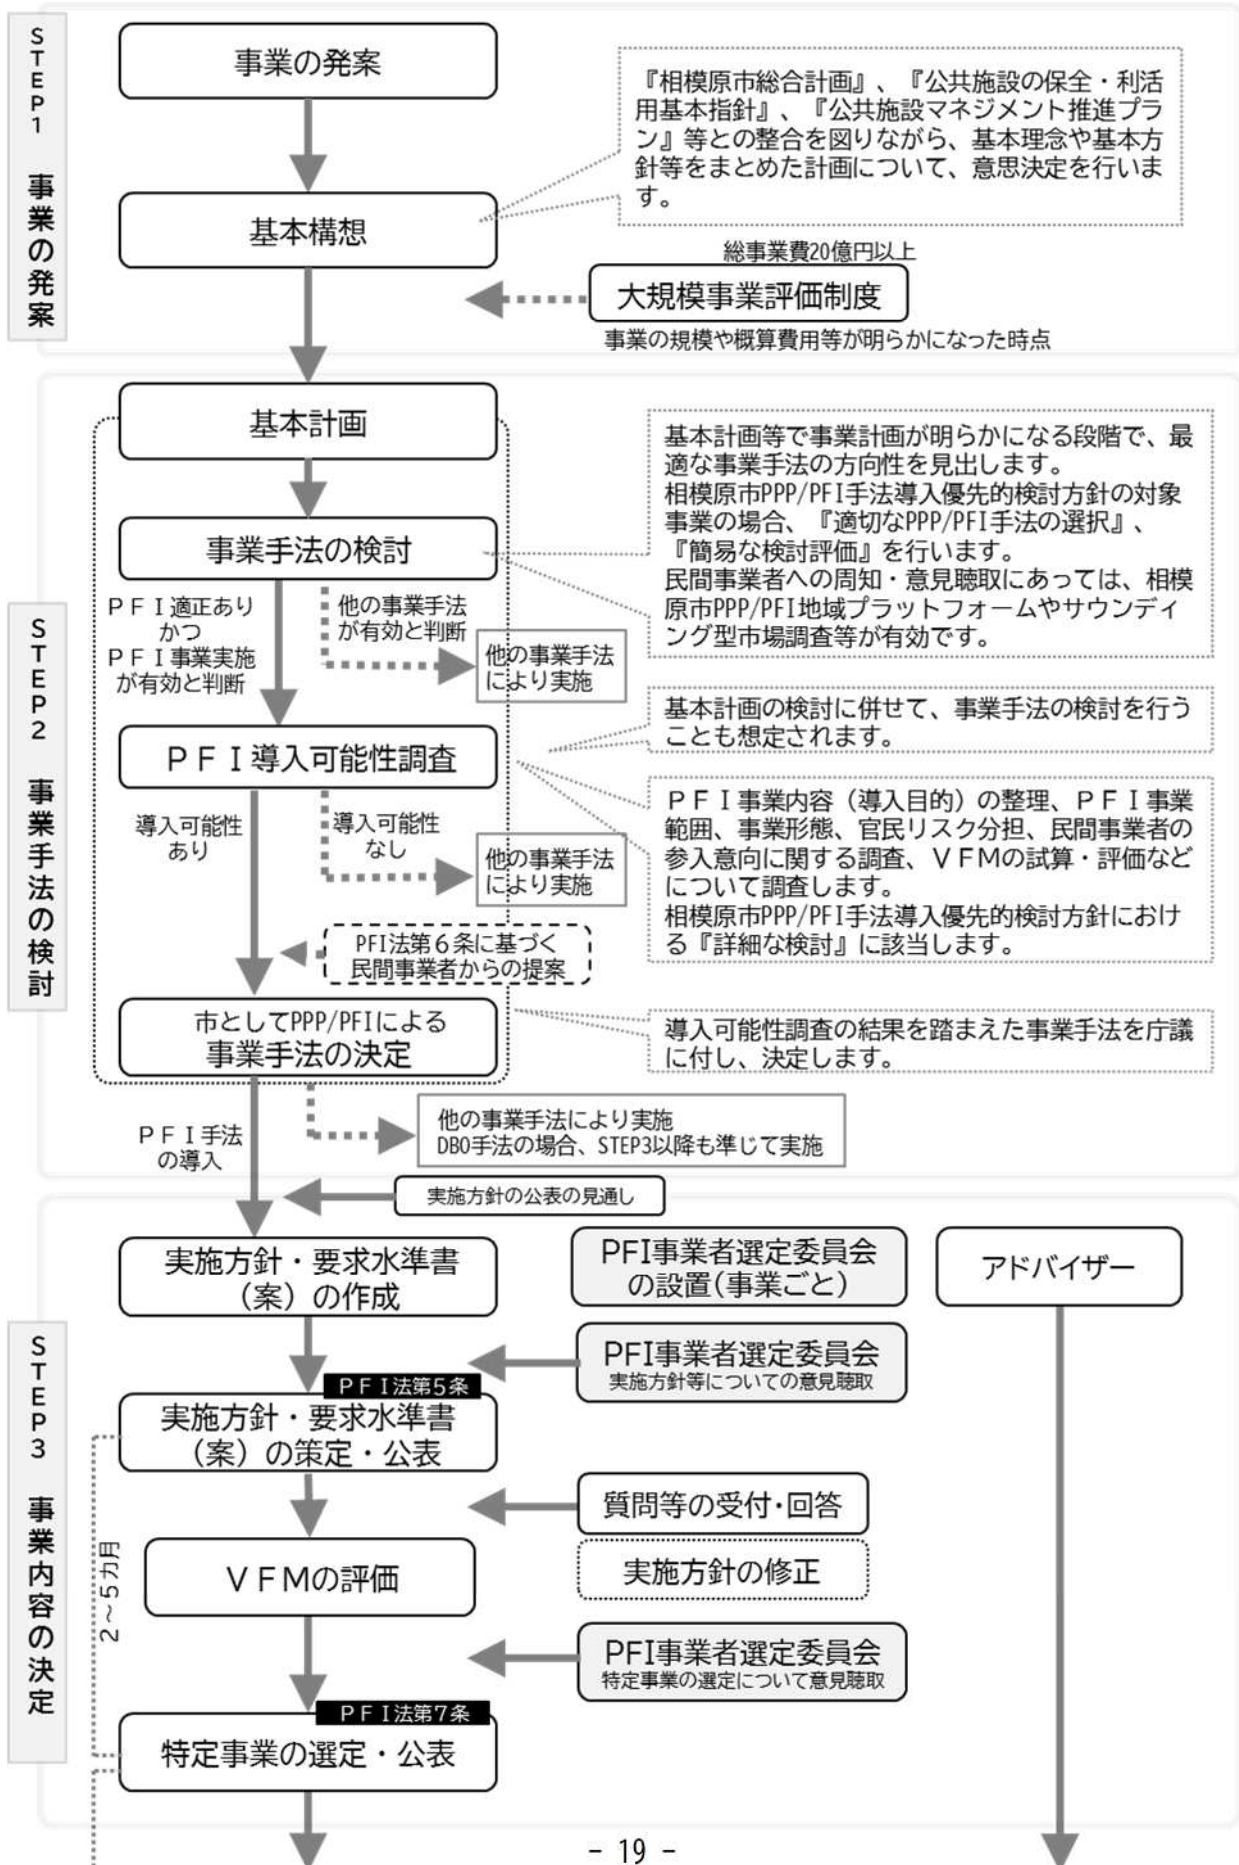 STEP1 事業の発案
事業の発案
『相模原市総合計画』、『公共施設の保全・利活
用基本指針』、『公共施設マネジメント推進プラ
ン』等との整合を図りながら、基本理念や基本方
針等をまとめた計画について、意思決定を行いま
す。
基本構想
総事業費20億円以上
大規模事業評価制度
事業の規模や概算費用等が明らかになった時点
STEP2 事業手法の検討
基本計画
基本計画等で事業計画が明らかになる段階で、最
適な事業手法の方向性を見出します。
相模原市PPP/PFI手法導入優先的検討方針の対象
事業の場合、『適切なPPP/PFI手法の選択』、
『簡易な検討評価』を行います。
民間事業者への周知・意見聴取にあっては、相模
原市PPP/PFI地域プラットフォームやサウンディ
ング型市場調査等が有効です。
事業手法の検討
ＰＦＩ適正あり
かつ
ＰＦＩ事業実施
が有効と判断
他の事業手法
が有効と判断
他の事業手法
により実施
基本計画の検討に併せて、事業手法の検討を行う
ことも想定されます。
ＰＦＩ導入可能性調査
ＰＦＩ事業内容（導入目的）の整理、ＰＦＩ事業
範囲、事業形態、官民リスク分担、民間事業者の
参入意向に関する調査、ＶＦＭの試算・評価など
について調査します。
相模原市PPP/PFI手法導入優先的検討方針におけ
る『詳細な検討』に該当します。
導入可能性
あり
導入可能性
なし
他の事業手法
により実施
PFI法第６条に基づく
民間事業者からの提案
市としてPPP/PFIによる
事業手法の決定
導入可能性調査の結果を踏まえた事業手法を庁議
に付し、決定します。
ＰＦＩ手法
の導入
他の事業手法により実施
DBO手法の場合、STEP3以降も準じて実施
実施方針の公表の見通し
STEP3 事業内容の決定
実施方針・要求水準書
（案）の作成
PFI事業者選定委員会
の設置(事業ごと)
アドバイザー
PFI事業者選定委員会
実施方針等についての意見聴取
ＰＦＩ法第5条
実施方針・要求水準書
（案）の策定・公表
質問等の受付・回答
２～５カ月
ＶＦＭの評価
実施方針の修正
PFI事業者選定委員会
特定事業の選定について意見聴取
ＰＦＩ法第7条
特定事業の選定・公表
- 19 -